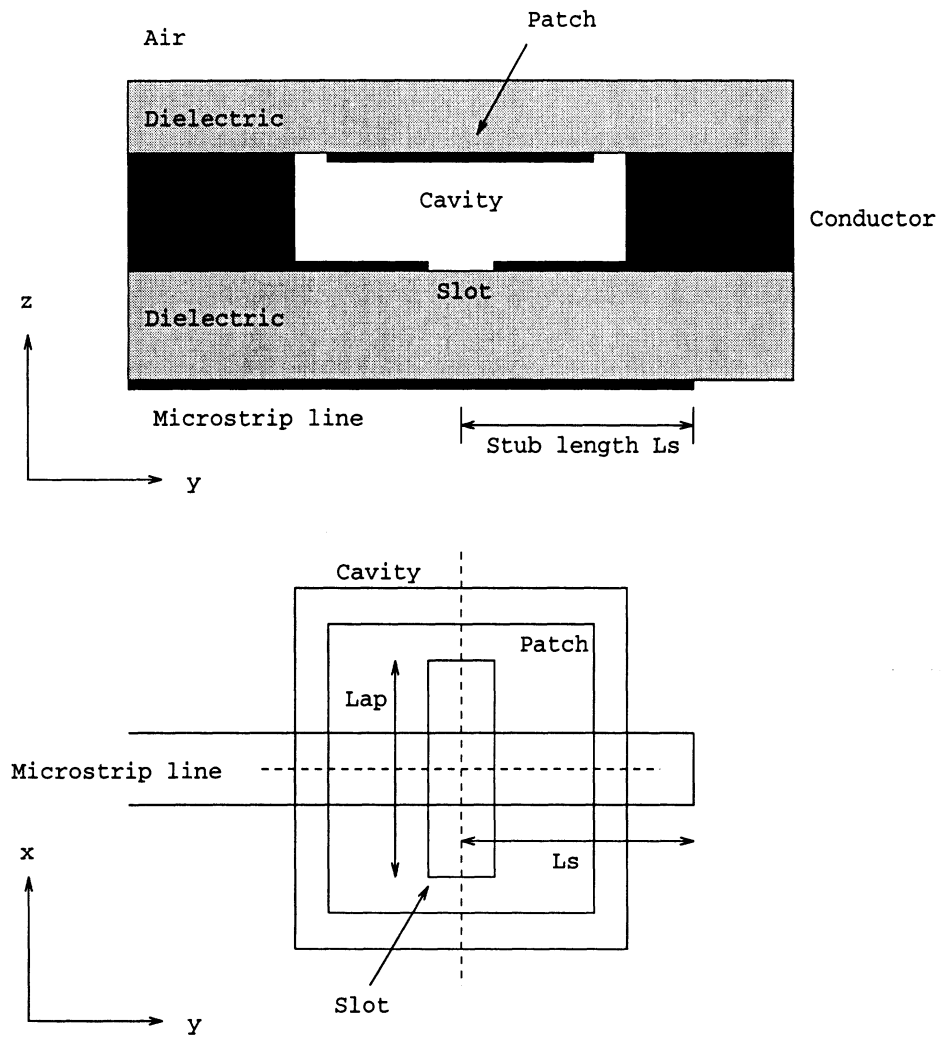 Patch
Air
Dielectric
Cavity
Conductor
Slot
z
Dielectric
Microstrip line
Stub length Ls
y
Cavity
Patch
Lap
Microstrip line
x
Ls
Slot
y